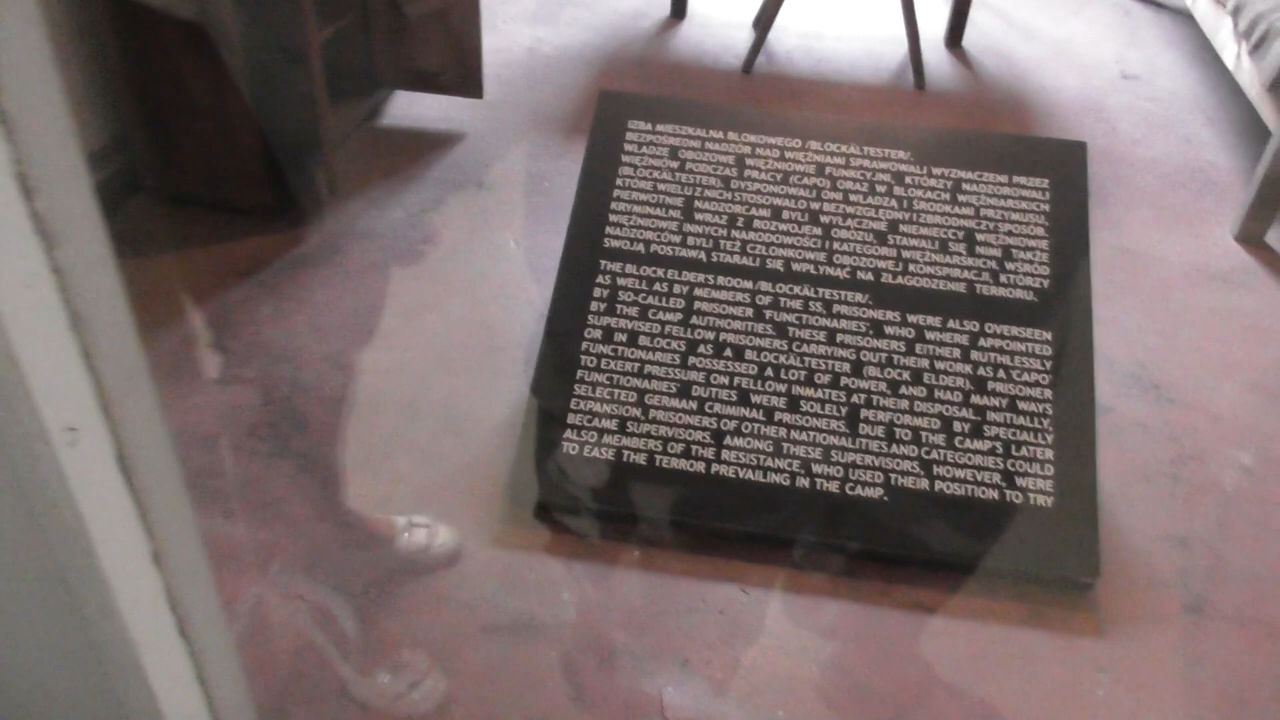 IZBA MIESZKALNA BLOKOWEGO /BLOCKÄLTESTER/.
BEZPOŚREDNI NADZÓR NAD WIĘŹNIAMI SPRAWOWALI WYZNACZENI PRZEZ
WŁADZE OBOZOWE WIĘŹNIOWIE FUNKCYJNI, KTÓRZY NADZOROWALI
WIĘŹNIÓW PODCZAS PRACY (CAPO) ORAZ W BLOKACH WIĘŹNIARSKICH
(BLOCKÄLTESTER). DYSPONOWALI ONI WŁADZĄ I ŚRODKAMI PRZYMUSU,
KTÓRE WIELU Z NICH STOSOWAŁO W BEZWZGLĘDNY I ZBRODNICZY SPOSÓB.
PIERWOTNIE NADZORCAMI BYLI WYŁĄCZNIE NIEMIECCY WIĘŹNIOWIE
KRYMINALNI. WRAZ Z ROZWOJEM OBOZU, STAWALI SIĘ NIMI TAKŻE
WIĘŹNIOWIE INNYCH NARODOWOŚCI I KATEGORII WIĘŹNIARSKICH. WŚRÓD
NADZORCÓW BYLI TEŻ CZŁONKOWIE OBOZOWEJ KONSPIRACJI, KTÓRZY
SWOJĄ POSTAWĄ STARALI SIĘ WPŁYNĄĆ NA ZŁAGODZENIE TERRORU.
THE BLOCK ELDER'S ROOM /BLOCKÄLTESTER/.
AS WELL AS BY MEMBERS OF THE SS, PRISONERS WERE ALSO OVERSEEN
BY SO-CALLED PRISONER 'FUNCTIONARIES', WHO WHERE APPOINTED
BY THE CAMP AUTHORITIES. THESE PRISONERS EITHER RUTHLESSLY
SUPERVISED FELLOW PRISONERS CARRYING OUT THEIR WORK AS A 'CAPO'
OR IN BLOCKS AS A BLOCKÄLTESTER (BLOCK ELDER). PRISONER
FUNCTIONARIES POSSESSED A LOT OF POWER, AND HAD MANY WAYS
TO EXERT PRESSURE ON FELLOW INMATES AT THEIR DISPOSAL. INITIALLY,
FUNCTIONARIES' DUTIES WERE SOLELY PERFORMED BY SPECIALLY
SELECTED GERMAN CRIMINAL PRISONERS. DUE TO THE CAMP'S LATER
EXPANSION, PRISONERS OF OTHER NATIONALITIES AND CATEGORIES COULD
BECAME SUPERVISORS. AMONG THESE SUPERVISORS, HOWEVER, WERE
ALSO MEMBERS OF THE RESISTANCE, WHO USED THEIR POSITION TO TRY
TO EASE THE TERROR PREVAILING IN THE CAMP.